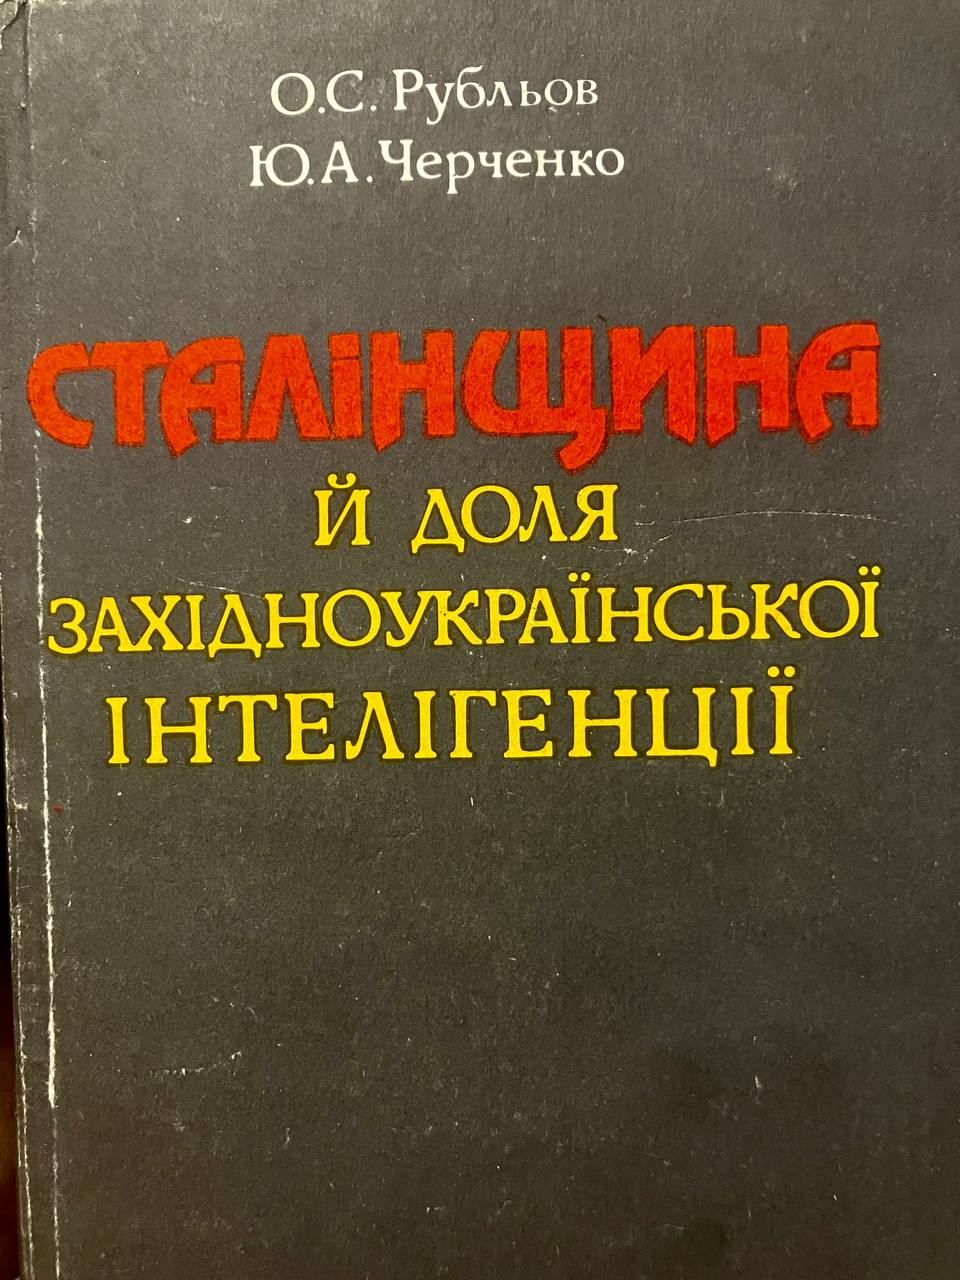 О.С. Рубльов
Ю.А. Черченко
СТАЛІНЩИНА
Й ДОЛЯ
ЗАХІДНОУКРАЇНСЬКОЇ
ІНТЕЛІГЕНЦІЇ